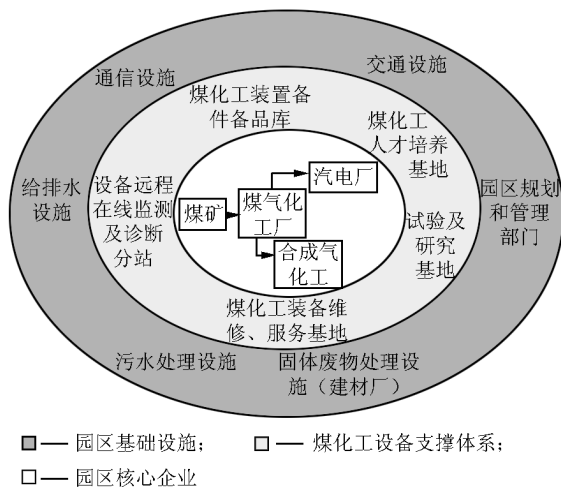 通信设施
交通设施
煤化工装置备
件备品库
煤化工
人才培养
基地
给排水
设施
设备远程
在线监测
及诊断
分站
煤矿
煤气化
工厂
汽电厂
合成气
化工
试验及
研究
基地
园区规划
和管理
部门
煤化工装备维
修、服务基地
污水处理设施
固体废物处理设
施（建材厂）
园区基础设施；
煤化工设备支撑体系；
园区核心企业